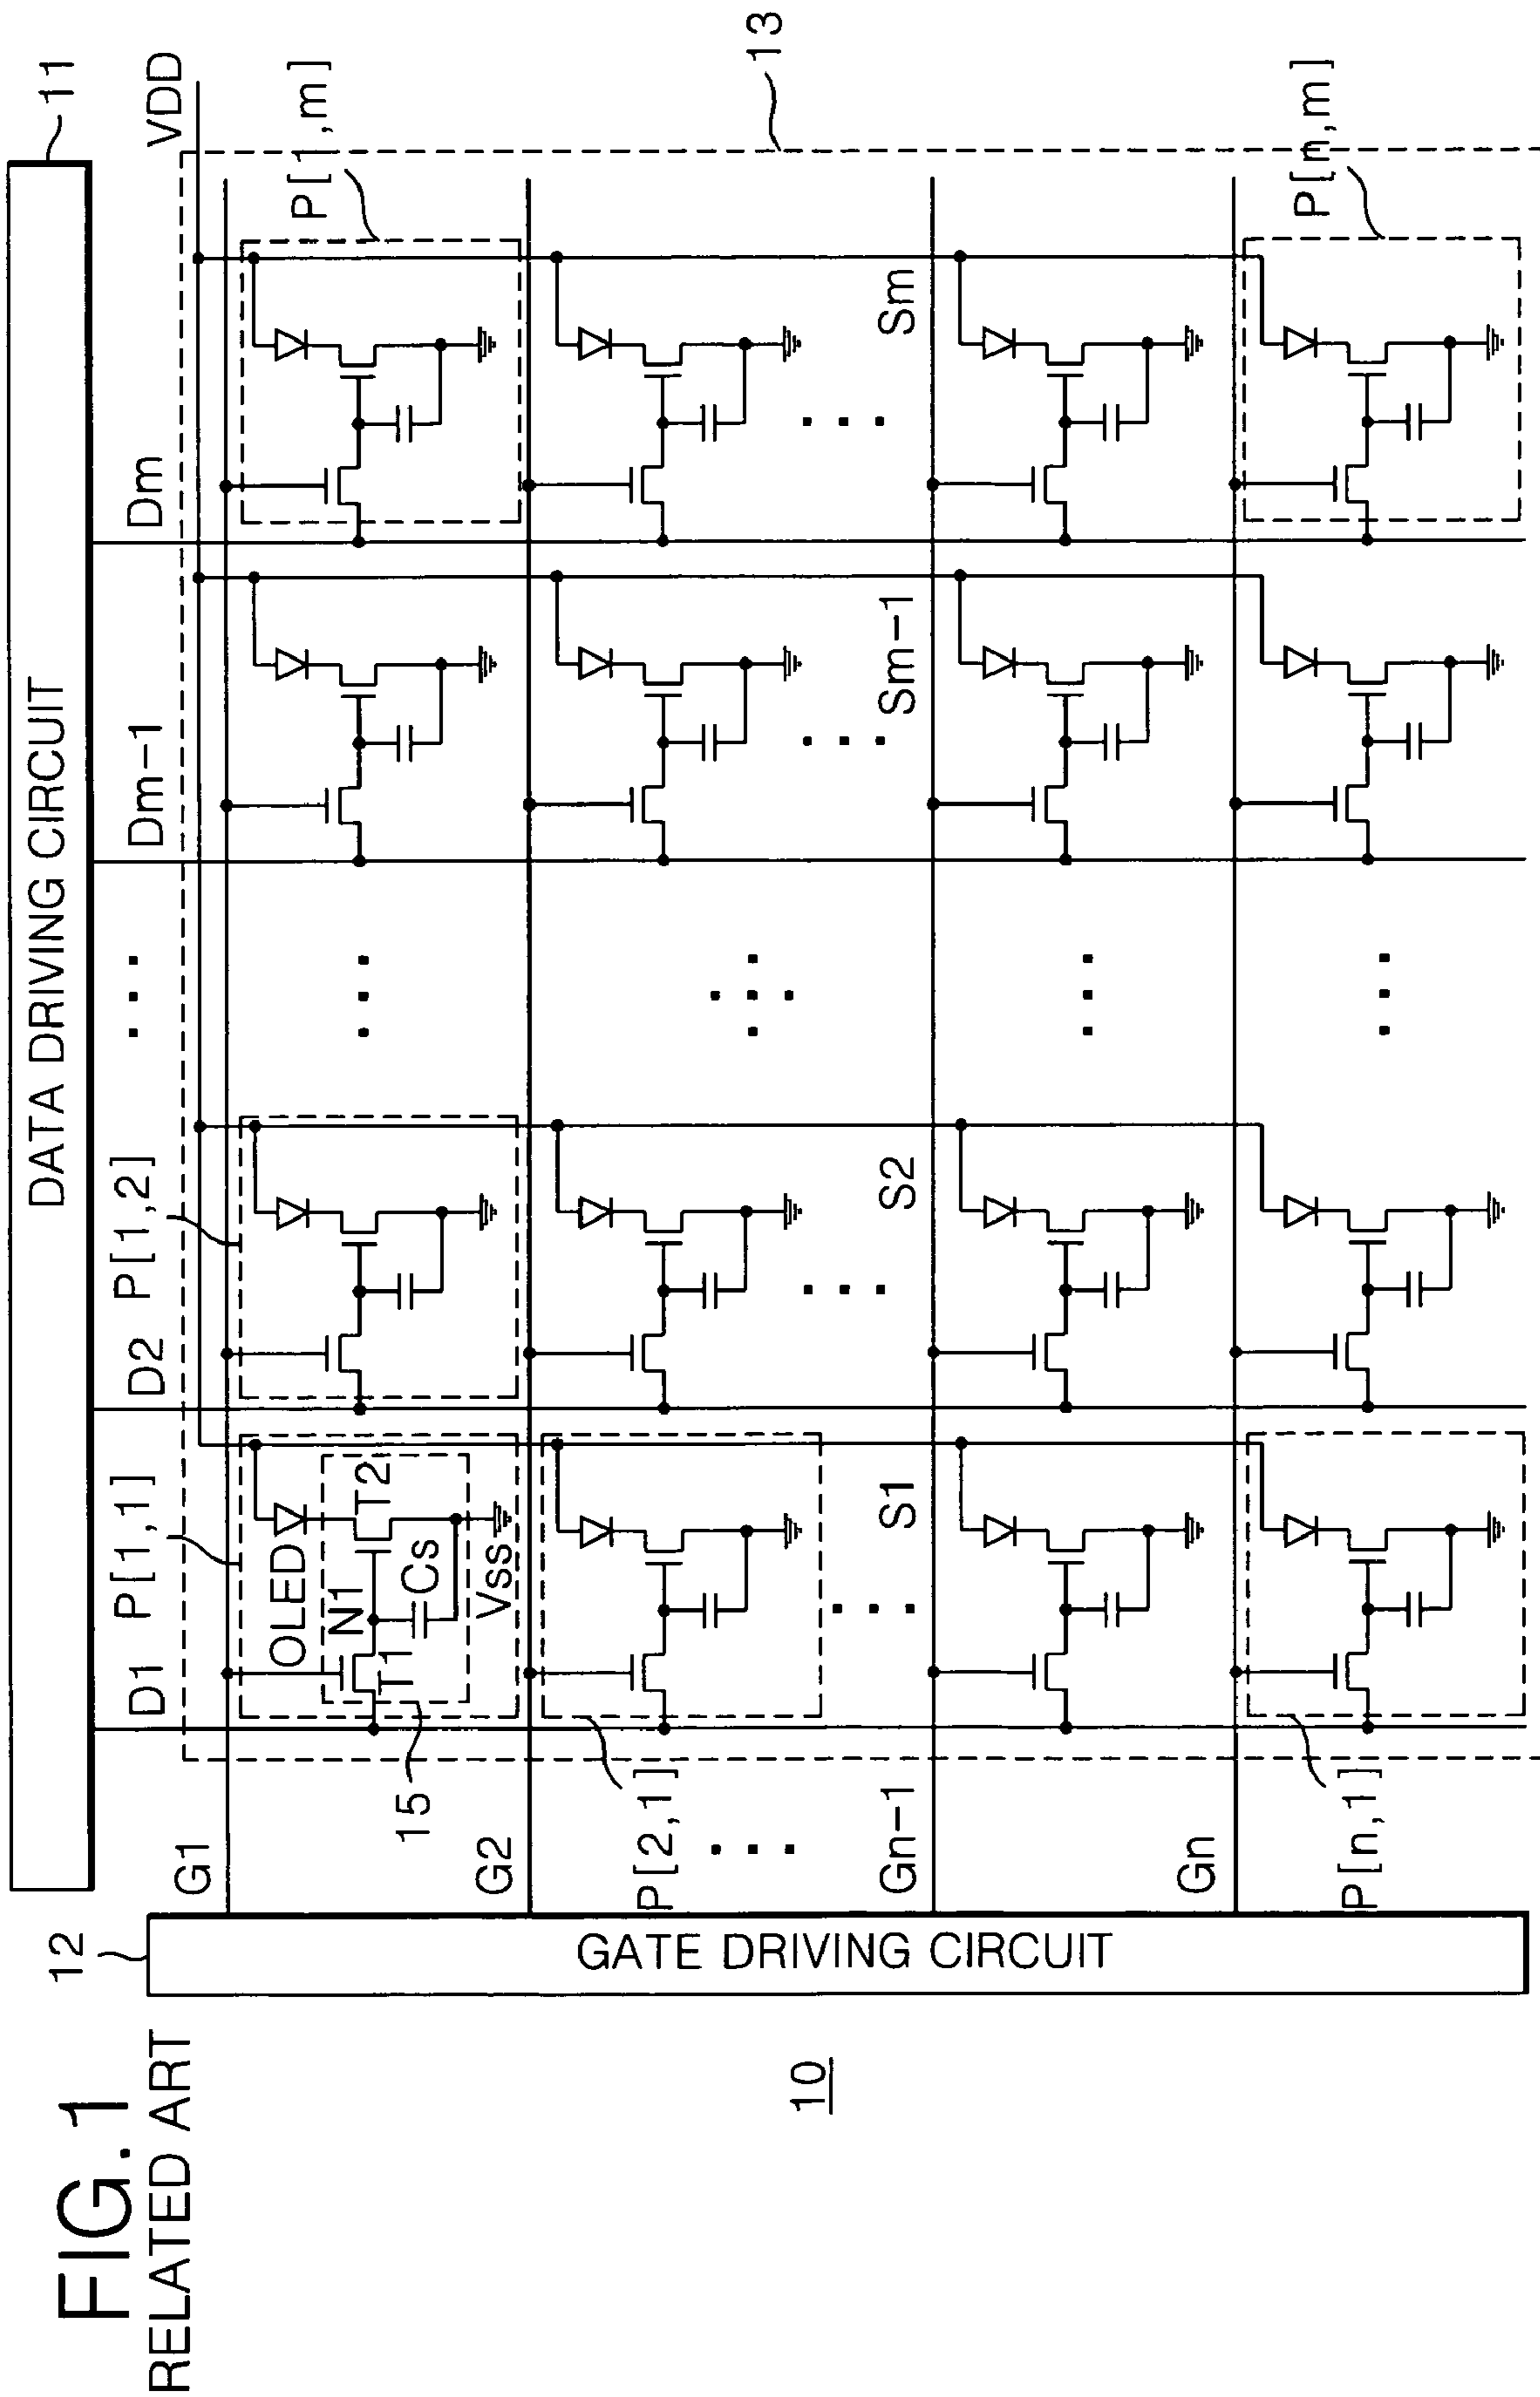 FIG. 1
RELATED ART
DATA DRIVING CIRCUIT
11
12
GATE DRIVING CIRCUIT
10
13
VDD
D1
P[1,1]
D2
P[1,2]
Dm-1
Dm
P[1,m]
G1
OLED
N1
T1
T2
Cs
Vss
15
G2
P[2,1]
S1
S2
Sm-1
Sm
Gn-1
Gn
P[n,1]
P[n,m]